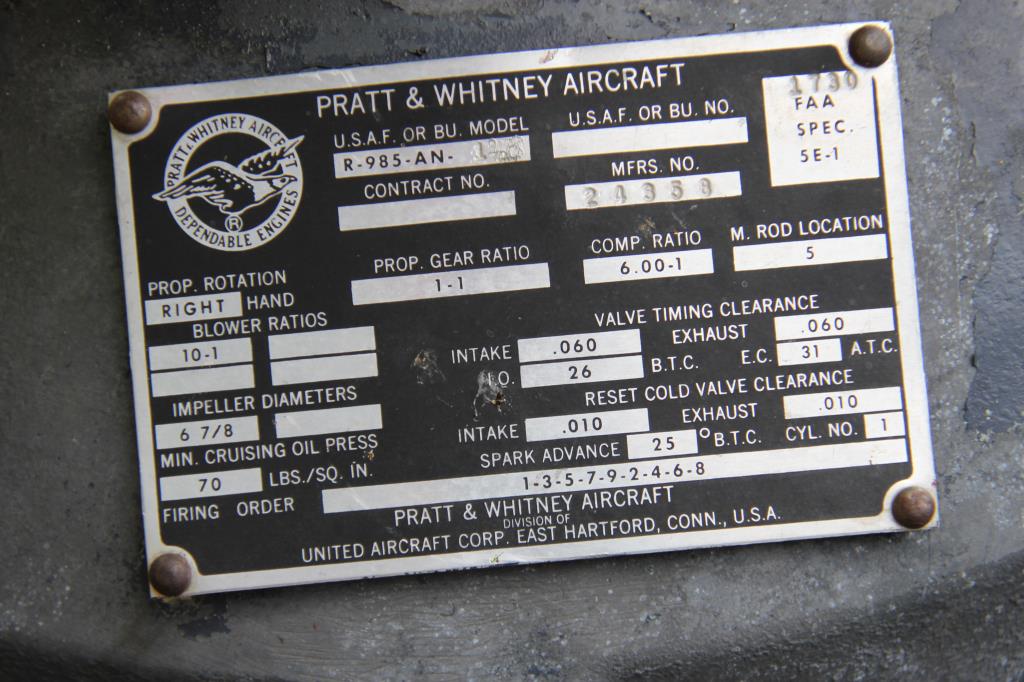 PRATT & WHITNEY AIRCRAFT
PRATT & WHITNEY AIRCRAFT
DEPENDABLE ENGINES
®
U.S.A.F. OR BU. MODEL
R-985-AN-
U.S.A.F. OR BU. NO.
1730
FAA
SPEC.
5E-1
CONTRACT NO.
MFRS. NO.
24358
PROP. ROTATION
RIGHT HAND
PROP. GEAR RATIO
1-1
COMP. RATIO
6.00-1
M. ROD LOCATION
5
BLOWER RATIOS
10-1
VALVE TIMING CLEARANCE
INTAKE .060 EXHAUST .060
I.O. 26 B.T.C. E.C. 31 A.T.C.
IMPELLER DIAMETERS
6 7/8
RESET COLD VALVE CLEARANCE
INTAKE .010 EXHAUST .010
MIN. CRUISING OIL PRESS
70 LBS./SQ. IN.
SPARK ADVANCE 25 ° B.T.C. CYL. NO. 1
FIRING ORDER 1-3-5-7-9-2-4-6-8
PRATT & WHITNEY AIRCRAFT
DIVISION OF
UNITED AIRCRAFT CORP. EAST HARTFORD, CONN., U.S.A.